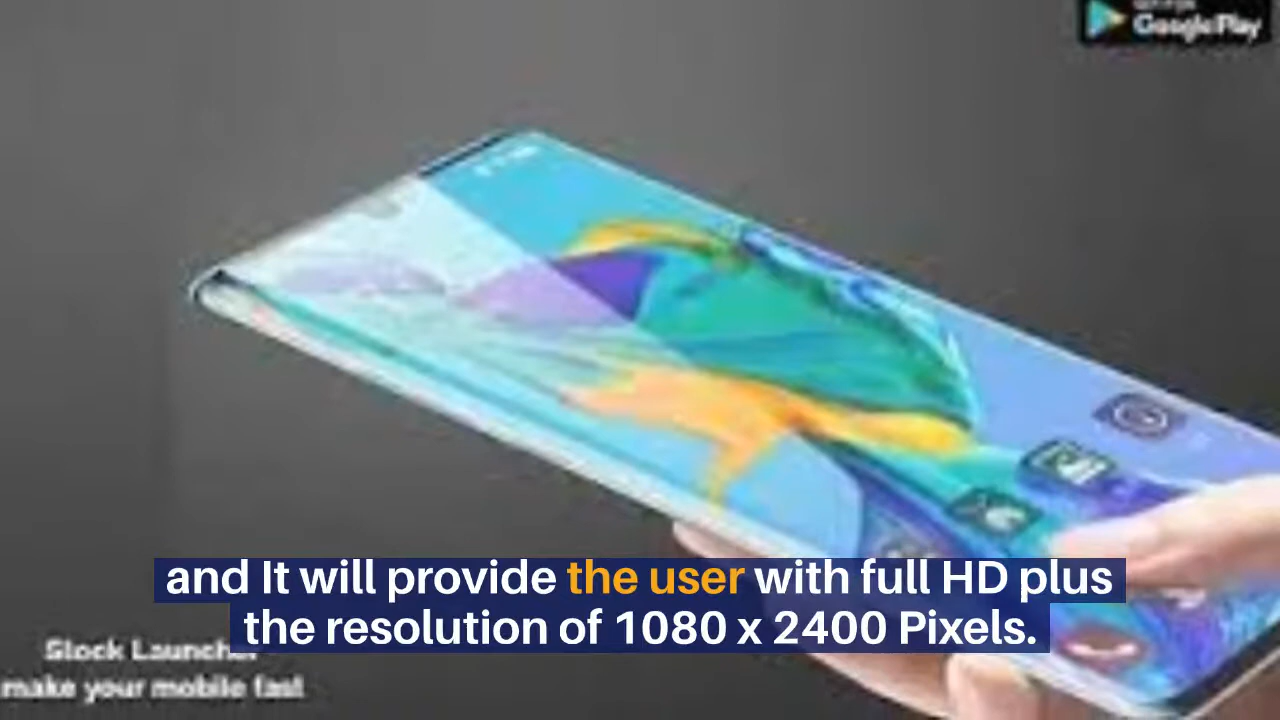 Google Play
and It will provide the user with full HD plus
the resolution of 1080 x 2400 Pixels.
Stock Launcher
make your mobile fast